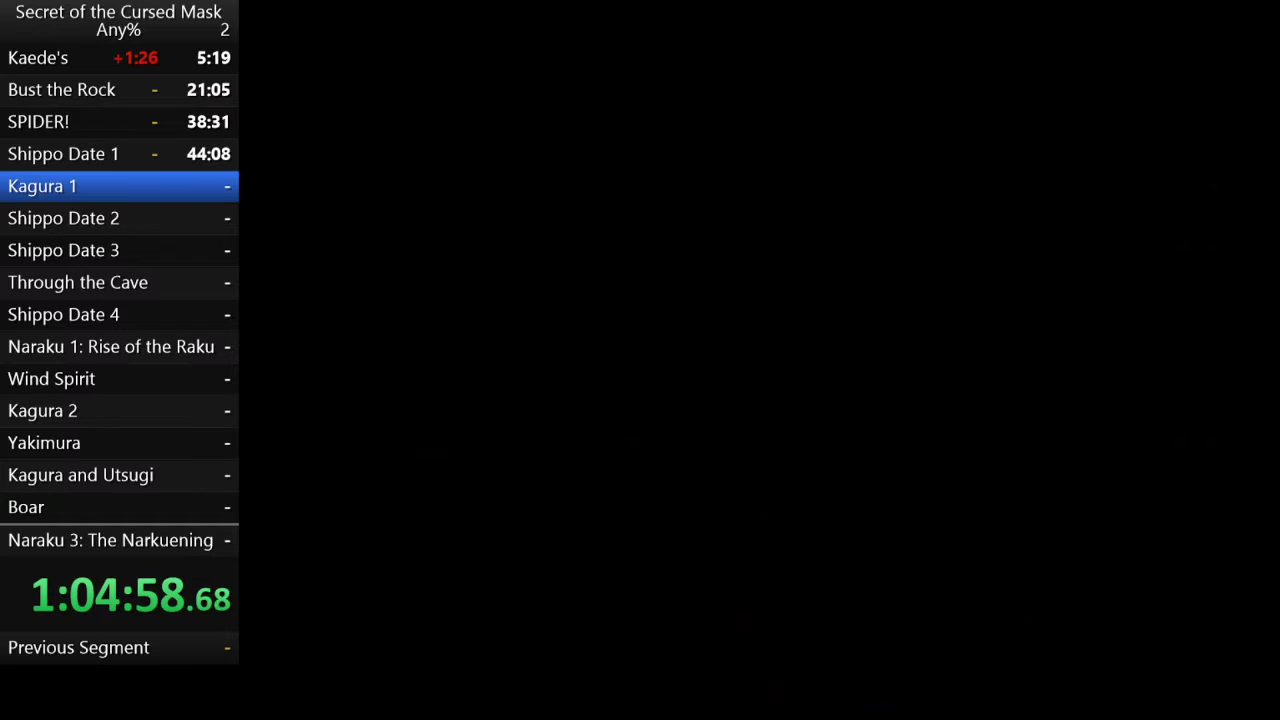 Secret of the Cursed Mask
Any% 2
Kaede's +1:26 5:19
Bust the Rock - 21:05
SPIDER! - 38:31
Shippo Date 1 - 44:08
Kagura 1 -
Shippo Date 2 -
Shippo Date 3 -
Through the Cave -
Shippo Date 4 -
Naraku 1: Rise of the Raku -
Wind Spirit -
Kagura 2 -
Yakimura -
Kagura and Utsugi -
Boar -
Naraku 3: The Narkuening -
1:04:58.68
Previous Segment -